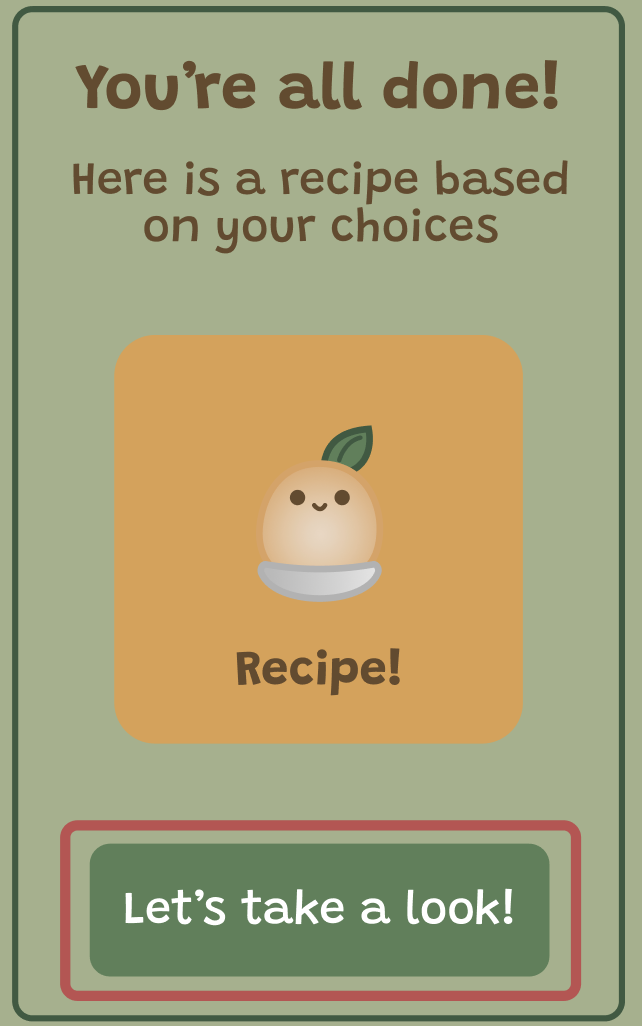 You’re all done!
Here is a recipe based
on your choices
Recipe!
Let’s take a look!